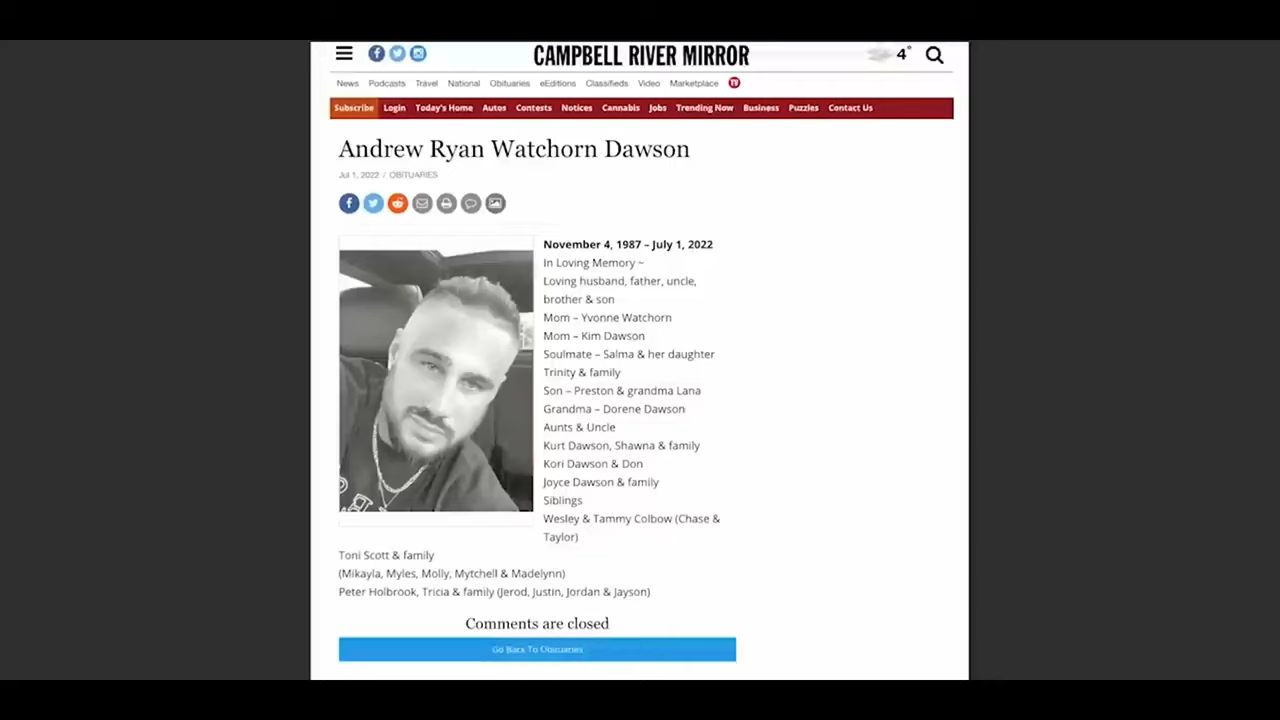 CAMPBELL RIVER MIRROR
4°
News Podcasts Travel National Obituaries eEditions Classifieds Video Marketplace TV
Subscribe Login Today's Home Autos Contests Notices Cannabis Jobs Trending Now Business Puzzles Contact Us
Andrew Ryan Watchorn Dawson
Jul 1, 2022 / OBITUARIES
November 4, 1987 – July 1, 2022
In Loving Memory ~
Loving husband, father, uncle,
brother & son
Mom – Yvonne Watchorn
Mom – Kim Dawson
Soulmate – Salma & her daughter
Trinity & family
Son – Preston & grandma Lana
Grandma – Dorene Dawson
Aunts & Uncle
Kurt Dawson, Shawna & family
Kori Dawson & Don
Joyce Dawson & family
Siblings
Wesley & Tammy Colbow (Chase &
Taylor)
Toni Scott & family
(Mikayla, Myles, Molly, Mytchell & Madelynn)
Peter Holbrook, Tricia & family (Jerod, Justin, Jordan & Jayson)
Comments are closed
Go Back To Obituaries